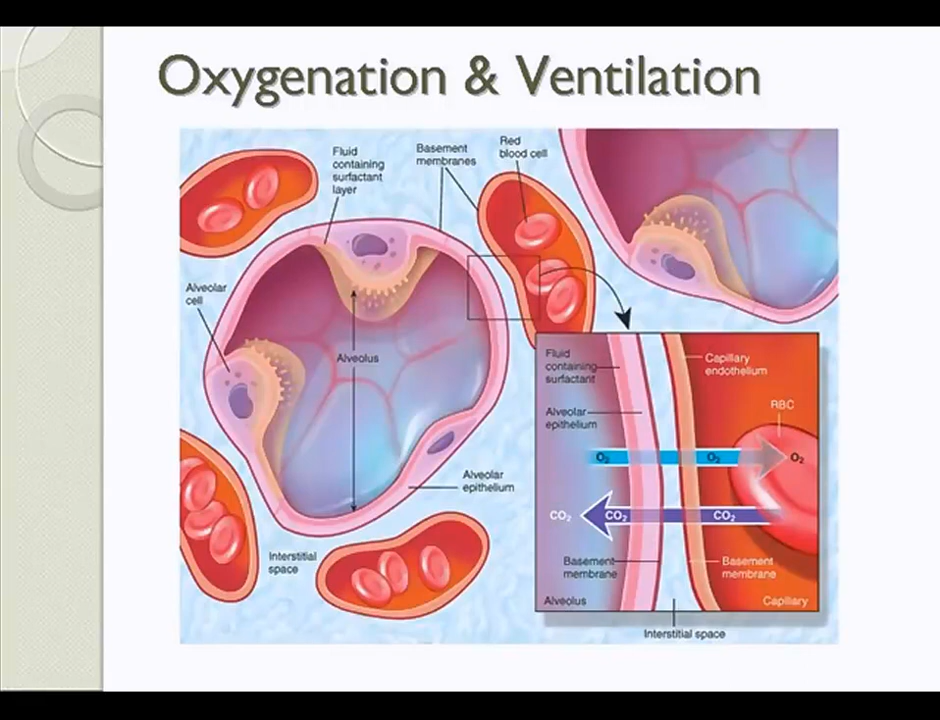 Oxygenation & Ventilation
Fluid
containing
surfactant
layer
Basement
membranes
Red
blood cell
Alveolar
cell
Alveolus
Alveolar
epithelium
Interstitial
space
Fluid
containing
surfactant
Capillary
endothelium
Alveolar
epithelium
RBC
O2
O2
O2
CO2
CO2
CO2
Basement
membrane
Basement
membrane
Alveolus
Capillary
Interstitial space